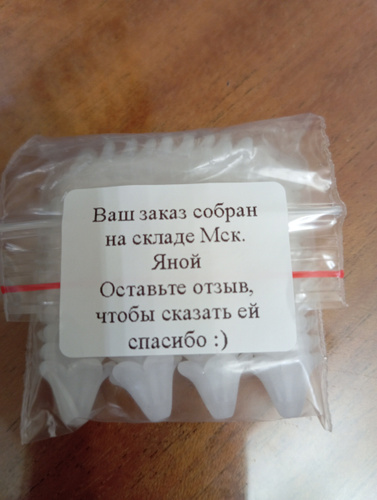 Ваш заказ собран
на складе Мск.
Яной
Оставьте отзыв,
чтобы сказать ей
спасибо :)